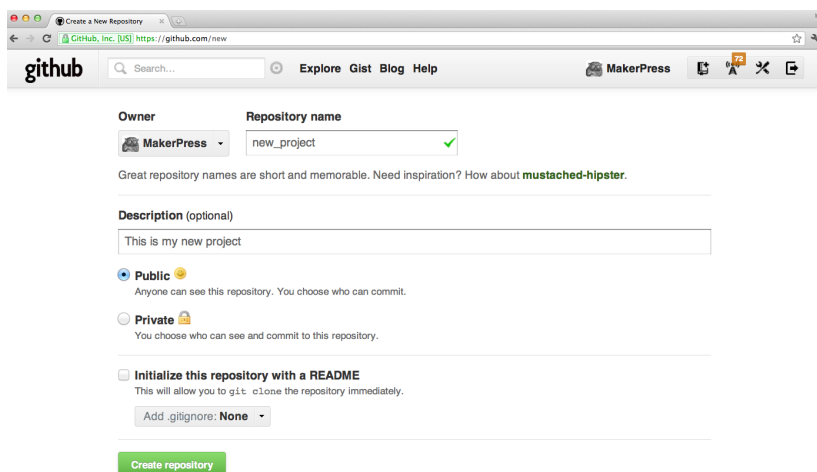 Create a New Repository
GitHub, Inc. [US] https://github.com/new
github Search... Explore Gist Blog Help MakerPress 72
Owner Repository name
MakerPress new_project
Great repository names are short and memorable. Need inspiration? How about mustached-hipster.
Description (optional)
This is my new project
Public
Anyone can see this repository. You choose who can commit.
Private
You choose who can see and commit to this repository.
Initialize this repository with a README
This will allow you to git clone the repository immediately.
Add .gitignore: None
Create repository